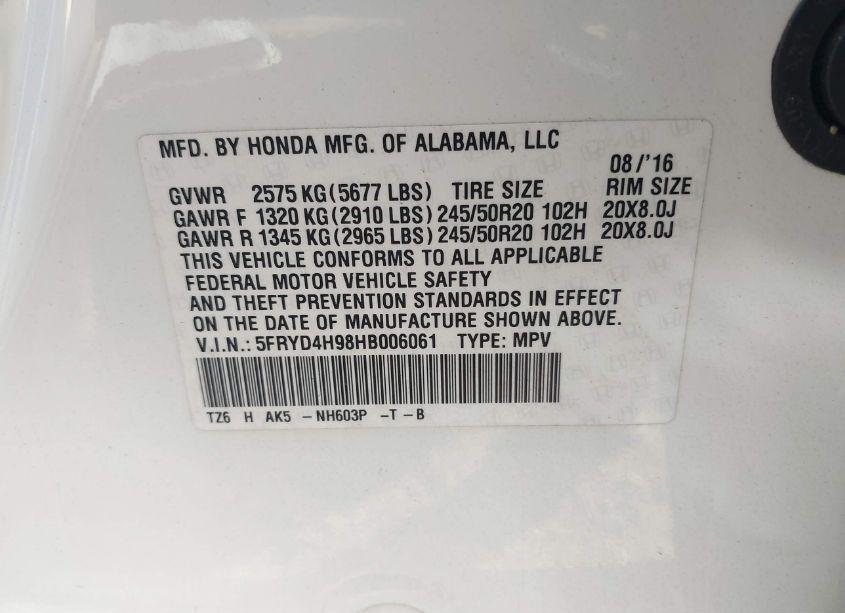 MFD. BY HONDA MFG. OF ALABAMA, LLC
08/'16
GVWR 2575 KG(5677 LBS) TIRE SIZE RIM SIZE
GAWR F 1320 KG(2910 LBS) 245/50R20 102H 20X8.0J
GAWR R 1345 KG(2965 LBS) 245/50R20 102H 20X8.0J
THIS VEHICLE CONFORMS TO ALL APPLICABLE
FEDERAL MOTOR VEHICLE SAFETY
AND THEFT PREVENTION STANDARDS IN EFFECT
ON THE DATE OF MANUFACTURE SHOWN ABOVE.
V.I.N.: 5FRYD4H98HB006061 TYPE: MPV
TZ6 H AK5 -NH603P -T-B